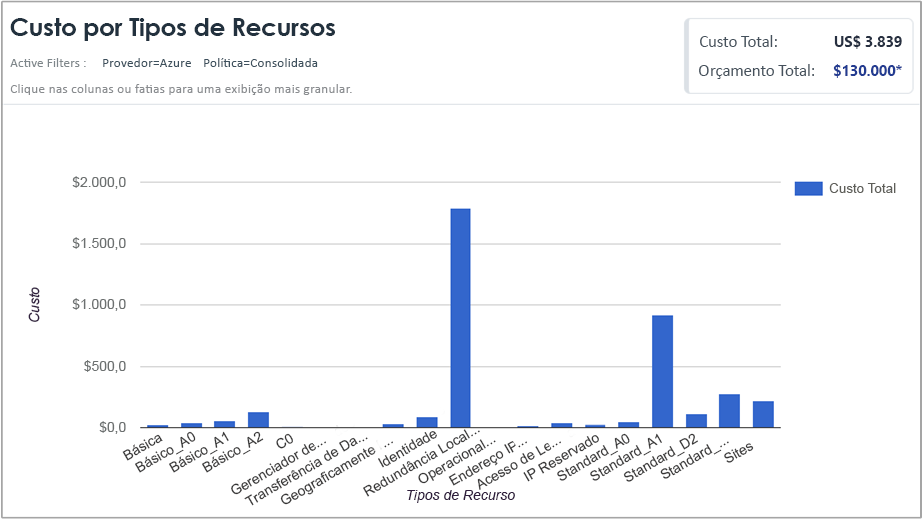 Custo por Tipos de Recursos
Active Filters : Provedor=Azure Política=Consolidada
Clique nas colunas ou fatias para uma exibição mais granular.
Custo Total: US$ 3.839
Orçamento Total: $130.000*
$2.000,0
$1.500,0
$1.000,0
$500,0
$0,0
Custo
Custo Total
Básica
Básico_A0
Básico_A1
Básico_A2
C0
Gerenciador de...
Transferência de Da...
Geograficamente ...
Identidade
Redundância Local...
Operacional...
Endereço IF...
Acesso de Le...
IP Reservado
Standard_A0
Standard_A1
Standard_D2
Standard_...
Sites
Tipos de Recurso